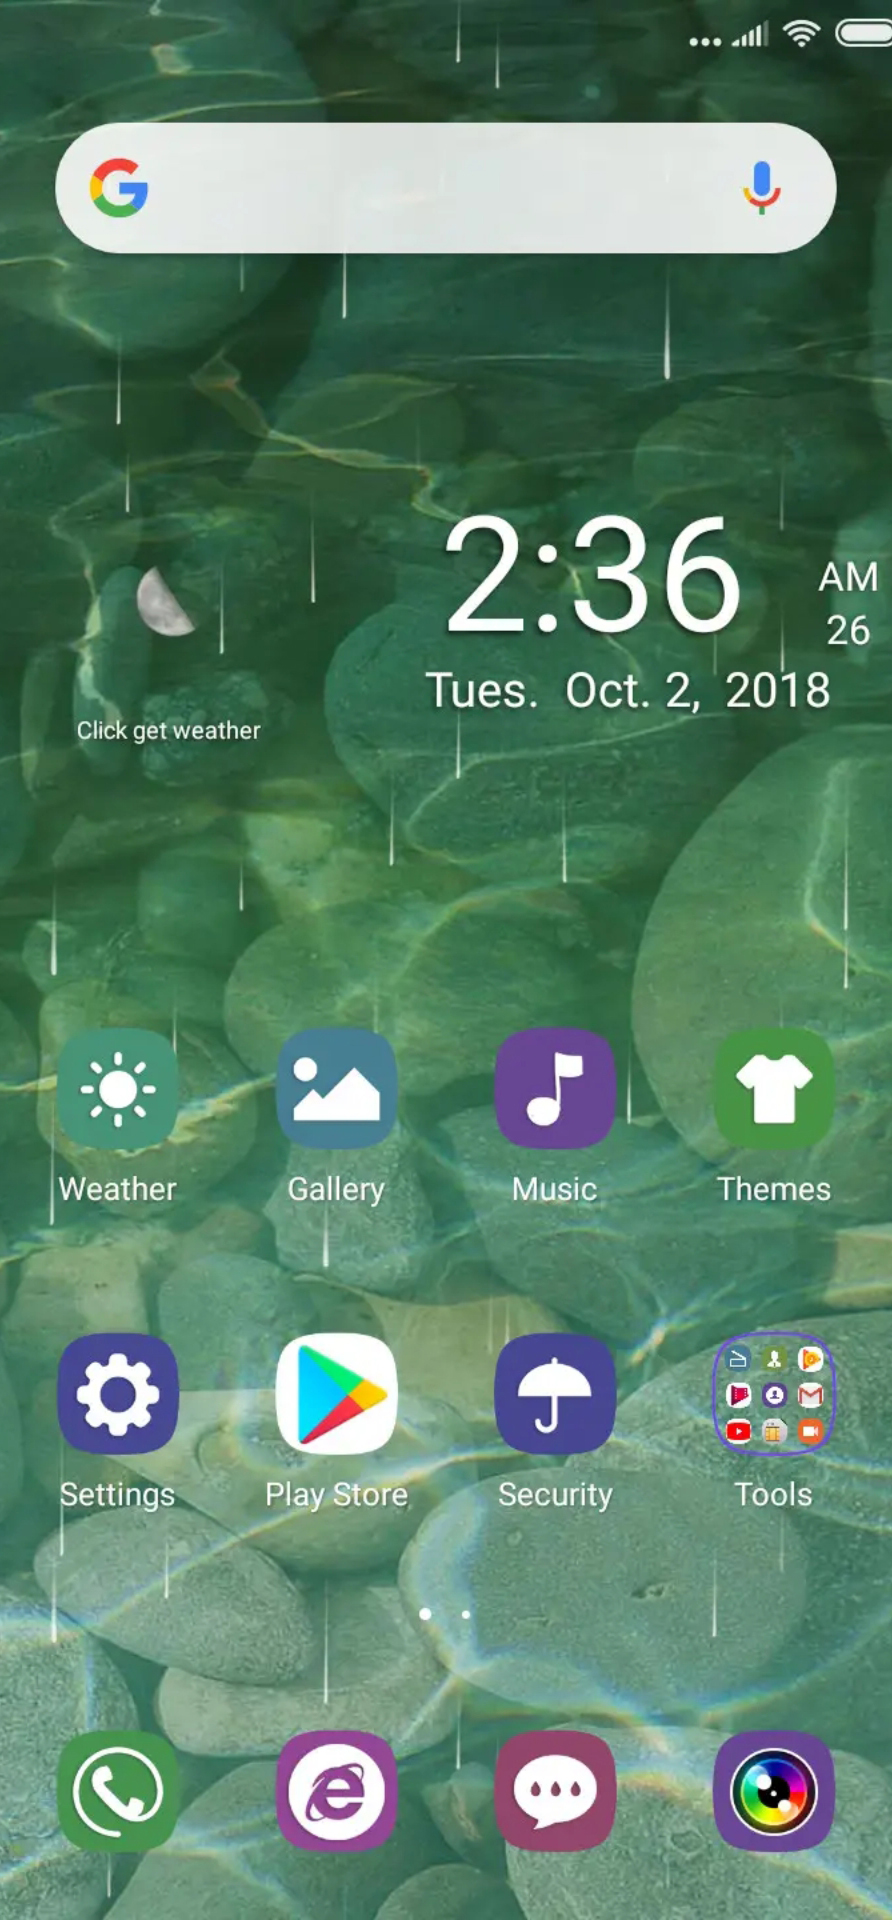 2:36
AM
26
Tues. Oct. 2, 2018
Click get weather
Weather Gallery Music Themes
Settings Play Store Security Tools